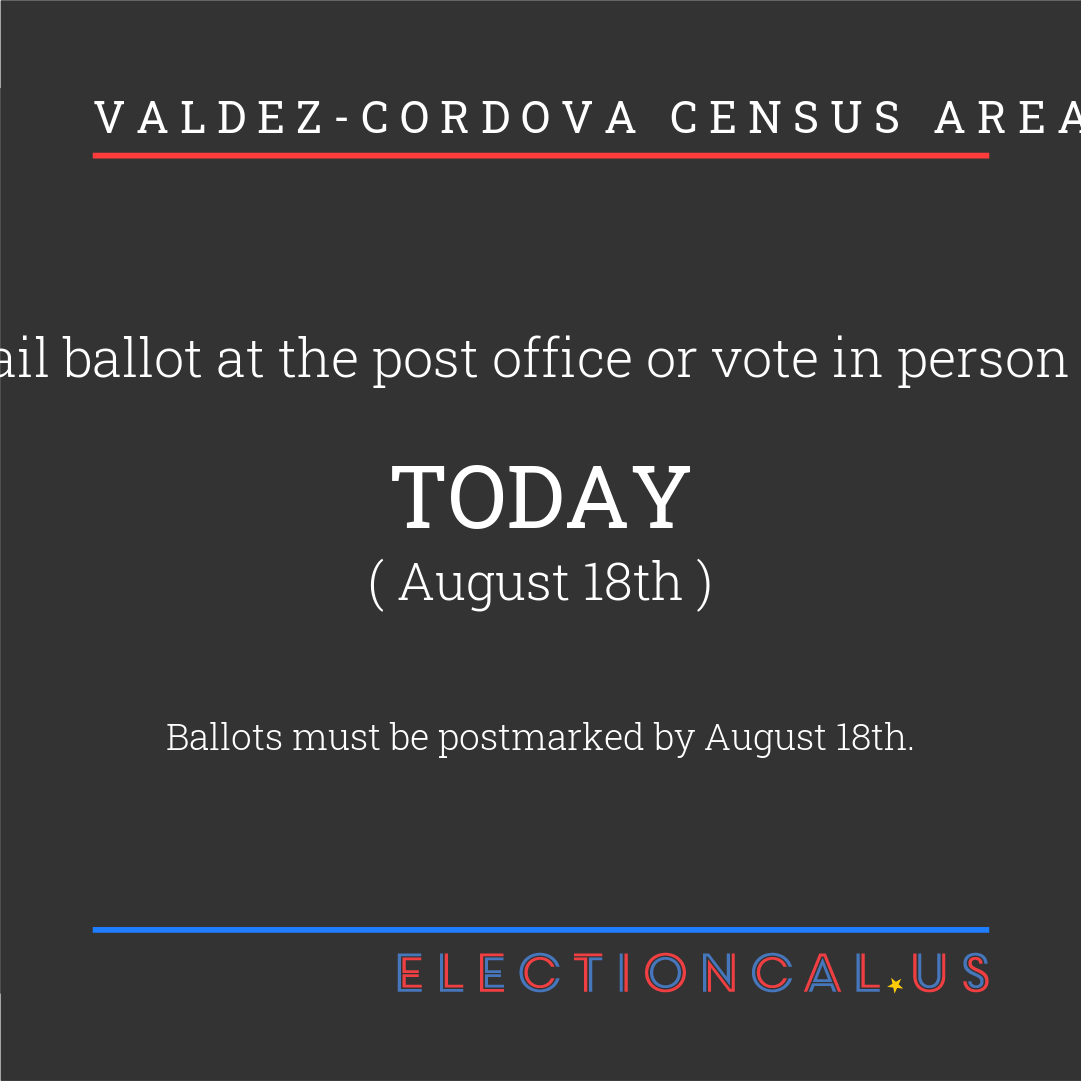 VALDEZ-CORDOVA CENSUS AREA
ail ballot at the post office or vote in person
TODAY
( August 18th )
Ballots must be postmarked by August 18th.
ELECTIONCAL.US